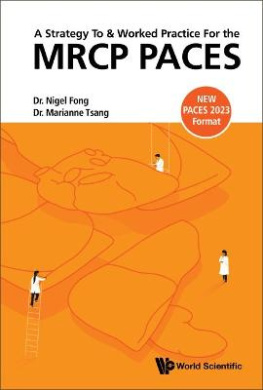 A Strategy To & Worked Practice For the
MRCP PACES
Dr. Nigel Fong
Dr. Marianne Tsang
NEW
PACES 2023
Format
World Scientific